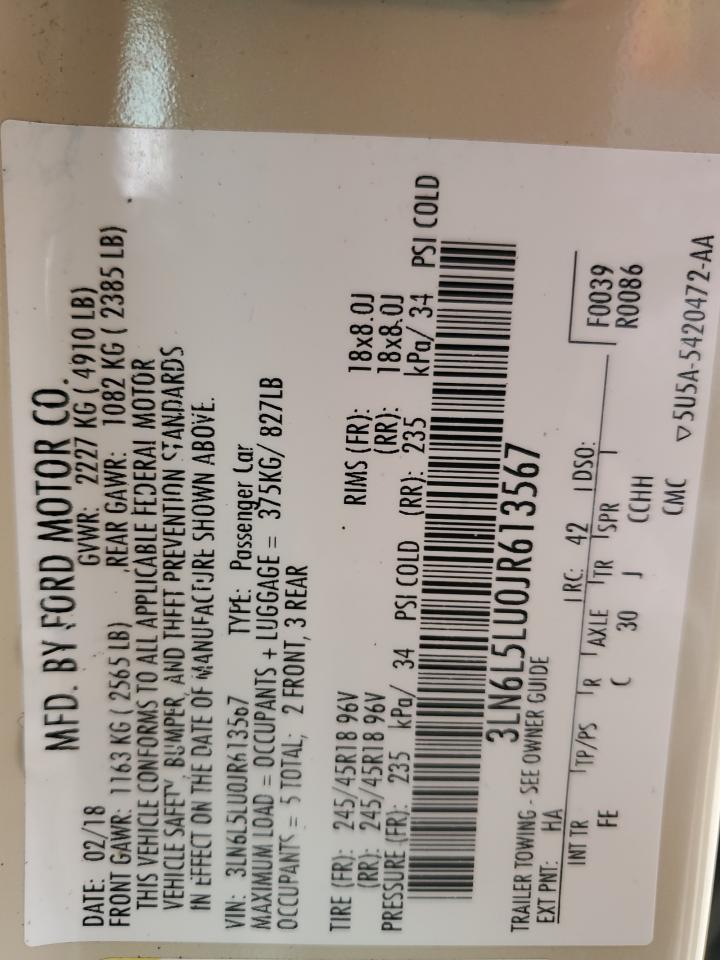 MFD. BY FORD MOTOR CO.
DATE: 02/18 GVWR: 2227 KG ( 4910 LB)
FRONT GAWR: 1163 KG ( 2565 LB) REAR GAWR: 1082 KG ( 2385 LB)
THIS VEHICLE CONFORMS TO ALL APPLICABLE FEDERAL MOTOR
VEHICLE SAFETY, BUMPER, AND THEFT PREVENTION STANDARDS
IN EFFECT ON THE DATE OF MANUFACTURE SHOWN ABOVE.
VIN: 3LN6L5LU0JR613567 TYPE: Passenger Car
MAXIMUM LOAD = OCCUPANTS + LUGGAGE = 375KG/ 827LB
OCCUPANTS = 5 TOTAL; 2 FRONT, 3 REAR
TIRE (FR): 245/45R18 96V RIMS (FR): 18x8.0J
(RR): 245/45R18 96V (RR): 18x8.0J
PRESSURE (FR): 235 kPa/ 34 PSI COLD (RR): 235 kPa/ 34 PSI COLD
3LN6L5LU0JR613567
TRAILER TOWING - SEE OWNER GUIDE
EXT PNT: HA RC: 42 DSO: F0039
R0086
INT TR TP/PS R AXLE TR SPR
FE C 30 J CCHH
CMC
▽5U5A-5420472-AA